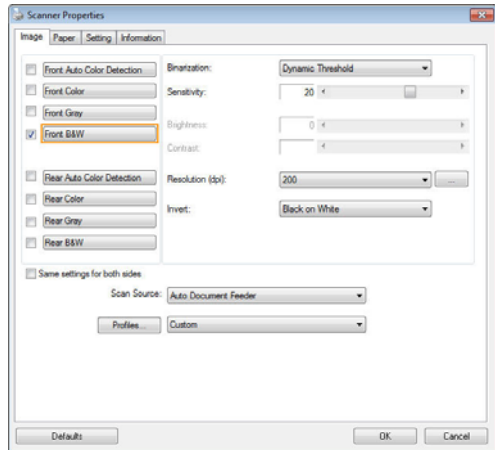 Scanner Properties
Image Paper Setting Information
Front Auto Color Detection
Front Color
Front Gray
Front B&W
Rear Auto Color Detection
Rear Color
Rear Gray
Rear B&W
Binarization: Dynamic Threshold
Sensitivity: 20
Brightness: 0
Contrast:
Resolution (dpi): 200 ...
Invert: Black on White
Same settings for both sides
Scan Source: Auto Document Feeder
Profiles... Custom
Defaults OK Cancel